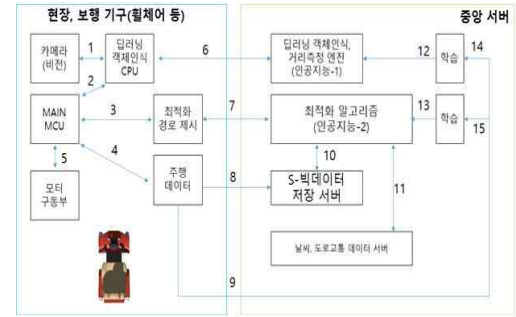 현장, 보행 기구(휠체어 등)
중앙 서버
카메라
(비전)
1
딥러닝
객체인식
CPU
6
딥러닝 객체인식,
거리측정 엔진
(인공지능-1)
12
학습
14
2
MAIN
MCU
3
최적화
경로 제시
7
최적화 알고리즘
(인공지능-2)
13
학습
15
4
5
10
모터
구동부
주행
데이터
8
S-빅데이터
저장 서버
11
날씨, 도로교통 데이터 서버
9